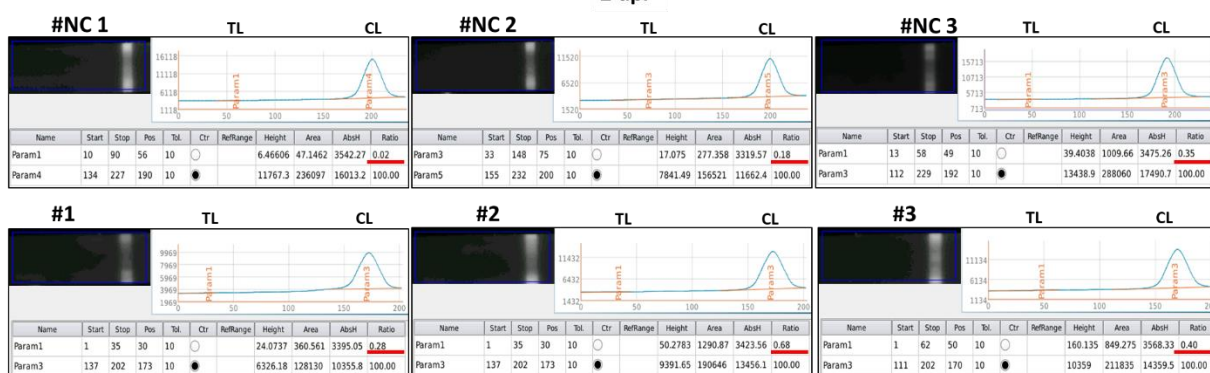 #NC 1 TL CL
16118
11118
6118
1118
Param1
Param4
0 50 100 150 200
Name Start Stop Pos Tol. Ctr RefRange Height Area AbsH Ratio
Param1 10 90 56 10 6.46606 47.1462 3542.27 0.02
Param4 134 227 190 10 11767.3 236097 16013.2 100.00
#NC 2 TL CL
11520
6520
1520
Param3
Param5
0 50 100 150 200
Name Start Stop Pos Tol. Ctr RefRange Height Area AbsH Ratio
Param3 33 148 75 10 17.075 277.358 3319.57 0.18
Param5 155 232 200 10 7841.49 156521 11662.4 100.00
#NC 3 TL CL
15713
10713
5713
713
Param1
Param3
0 50 100 150 200
Name Start Stop Pos Tol. Ctr RefRange Height Area AbsH Ratio
Param1 13 58 49 10 39.4038 1009.66 3475.26 0.35
Param3 112 229 192 10 13438.9 288060 17490.7 100.00
#1 TL CL
9969
7969
5969
3969
1969
Param1
Param3
0 50 100 150 200
Name Start Stop Pos Tol. Ctr RefRange Height Area AbsH Ratio
Param1 1 35 30 10 24.0737 360.561 3395.05 0.28
Param3 137 202 173 10 6326.18 128130 10355.8 100.00
#2 TL CL
11432
6432
1432
Param1
Param3
0 50 100 150 200
Name Start Stop Pos Tol. Ctr RefRange Height Area AbsH Ratio
Param1 1 35 30 10 50.2783 1290.87 3423.56 0.68
Param3 137 202 173 10 9391.65 190646 13456.1 100.00
#3 TL CL
11134
6134
1134
Param1
Param3
0 50 100 150 200
Name Start Stop Pos Tol. Ctr RefRange Height Area AbsH Ratio
Param1 1 62 50 10 160.135 849.275 3568.33 0.40
Param3 111 202 170 10 10359 211835 14359.5 100.00